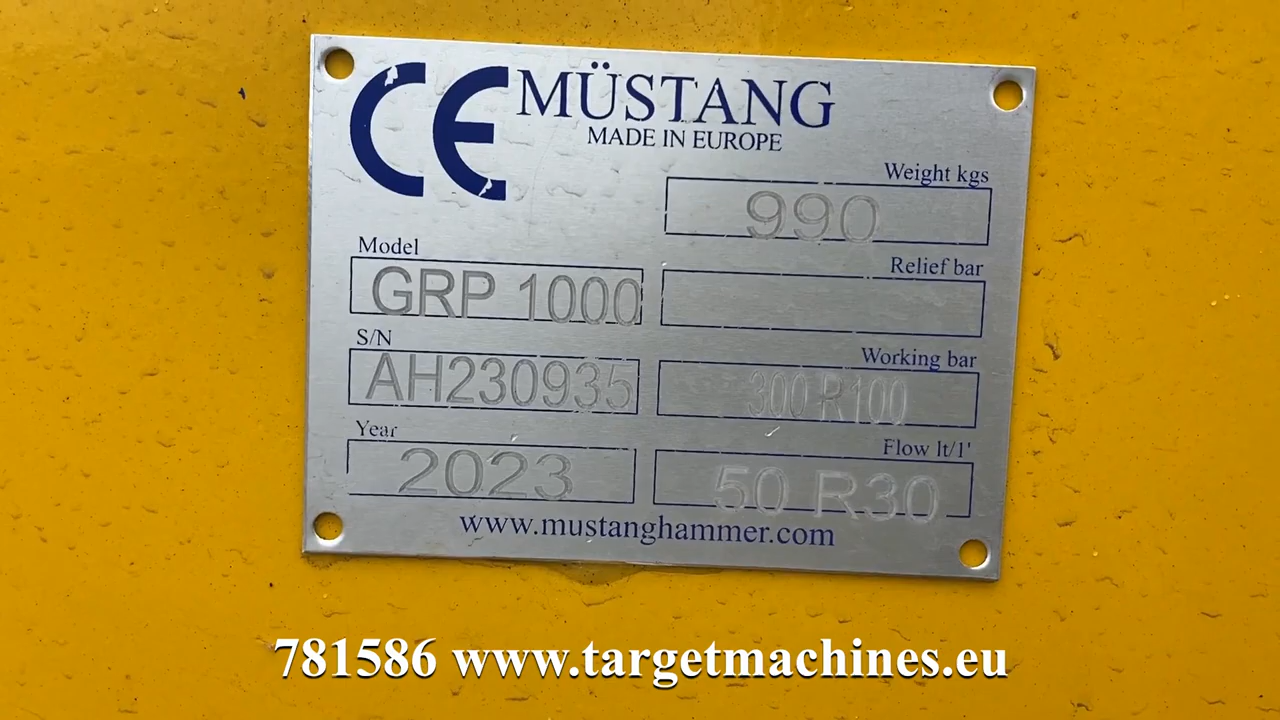 CE MÜSTANG
MADE IN EUROPE
Weight kgs
990
Model
GRP 1000
Relief bar
S/N
AH230935
Working bar
300 R100
Year
2023
Flow lt/1'
50 R30
www.mustanghammer.com
781586 www.targetmachines.eu